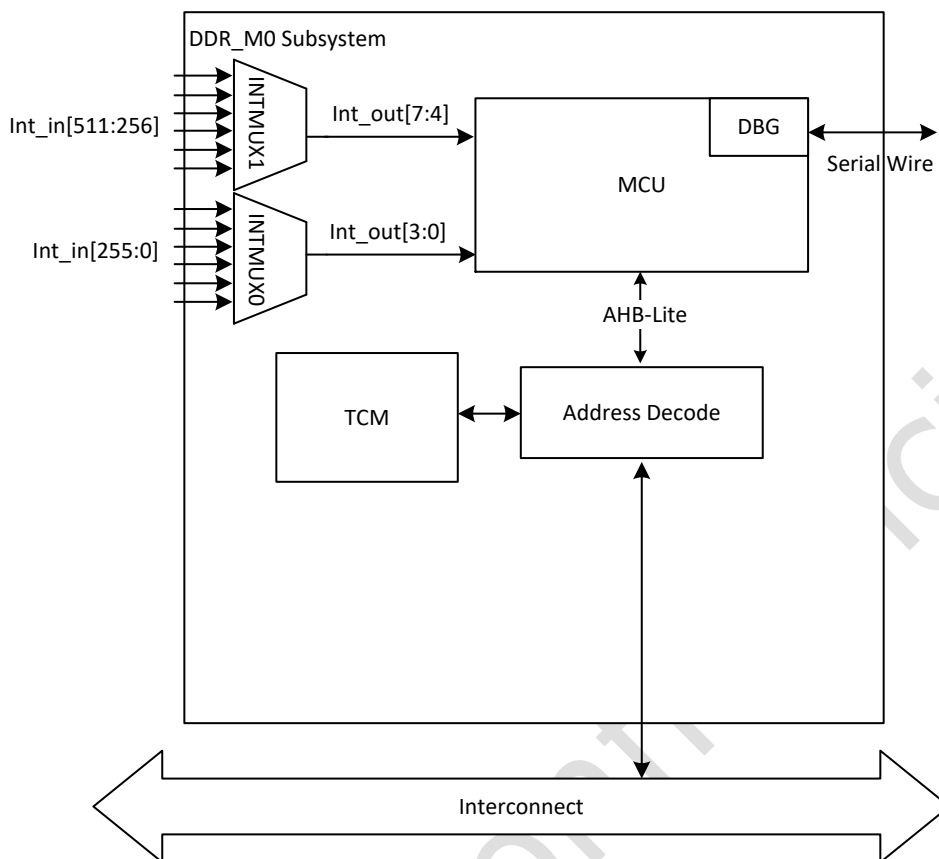 DDR_M0 Subsystem
Int_in[511:256]
INTMUX1
Int_out[7:4]
DBG
Serial Wire
MCU
Int_in[255:0]
INTMUX0
Int_out[3:0]
AHB-Lite
TCM
Address Decode
Interconnect